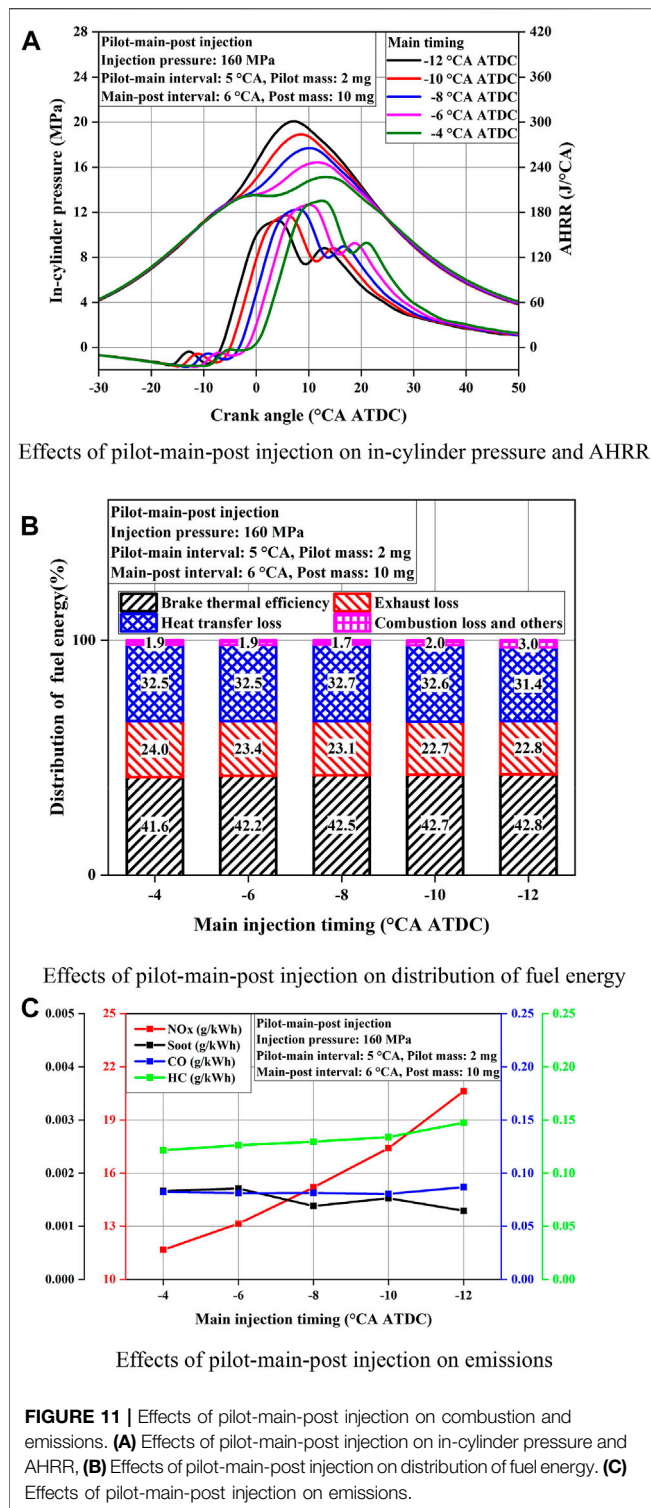 A
Pilot-main-post injection
Injection pressure: 160 MPa
Pilot-main interval: 5 °CA, Pilot mass: 2 mg
Main-post interval: 6 °CA, Post mass: 10 mg
Main timing
-12 °CA ATDC
-10 °CA ATDC
-8 °CA ATDC
-6 °CA ATDC
-4 °CA ATDC
In-cylinder pressure (MPa)
28
24
20
16
12
8
4
0
AHRR (J/°CA)
420
360
300
240
180
120
60
0
-30 -20 -10 0 10 20 30 40 50
Crank angle (°CA ATDC)
Effects of pilot-main-post injection on in-cylinder pressure and AHRR
B
Pilot-main-post injection
Injection pressure: 160 MPa
Pilot-main interval: 5 °CA, Pilot mass: 2 mg
Main-post interval: 6 °CA, Post mass: 10 mg
Brake thermal efficiency Exhaust loss
Heat transfer loss Combustion loss and others
Distribution of fuel energy(%)
100
0
1.9 1.9 1.7 2.0 3.0
32.5 32.5 32.7 32.6 31.4
24.0 23.4 23.1 22.7 22.8
41.6 42.2 42.5 42.7 42.8
-4 -6 -8 -10 -12
Main injection timing (°CA ATDC)
Effects of pilot-main-post injection on distribution of fuel energy
C
NOx (g/kWh)
Soot (g/kWh)
CO (g/kWh)
HC (g/kWh)
Pilot-main-post injection
Injection pressure: 160 MPa
Pilot-main interval: 5 °CA, Pilot mass: 2 mg
Main-post interval: 6 °CA, Post mass: 10 mg
0.005 25 0.25 0.25
0.004 22 0.20 0.20
0.003 19 0.15 0.15
0.002 16 0.10 0.10
0.001 13 0.05 0.05
0.000 10 0.00 0.00
-4 -6 -8 -10 -12
Main injection timing (°CA ATDC)
Effects of pilot-main-post injection on emissions
FIGURE 11 | Effects of pilot-main-post injection on combustion and
emissions. (A) Effects of pilot-main-post injection on in-cylinder pressure and
AHRR, (B) Effects of pilot-main-post injection on distribution of fuel energy. (C)
Effects of pilot-main-post injection on emissions.